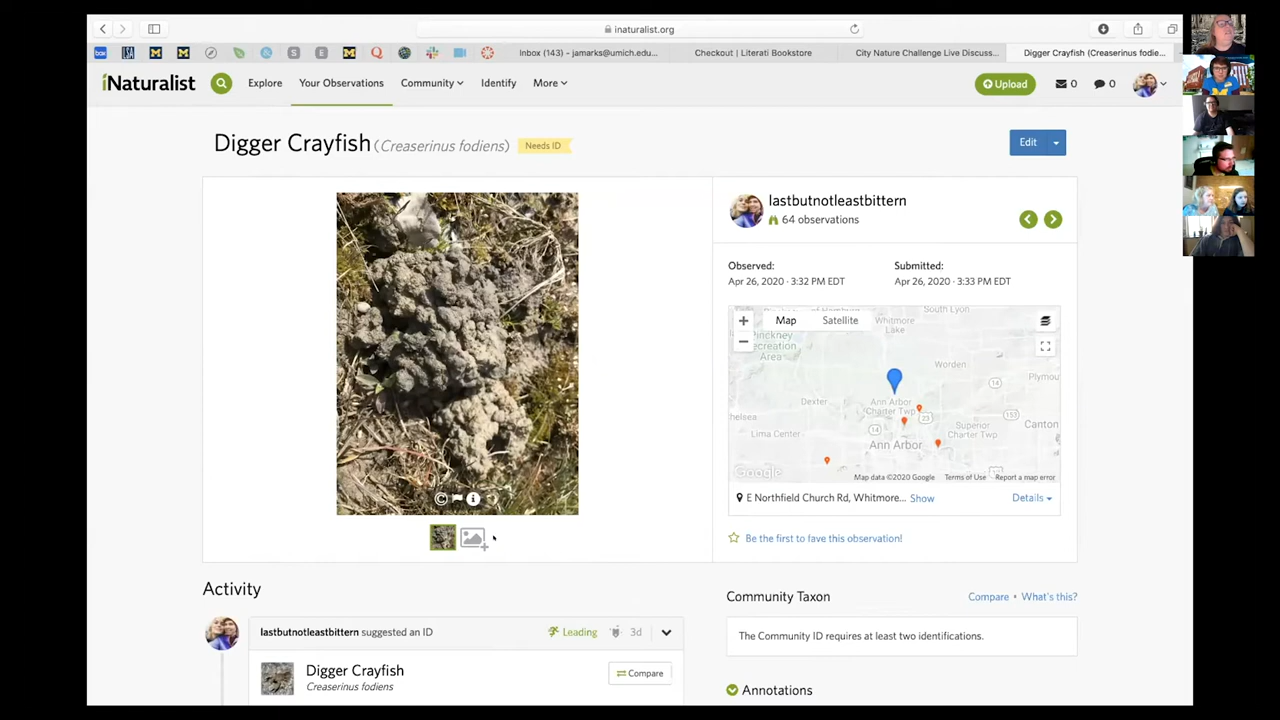 inaturalist.org
Inbox (143) - jamarks@umich.edu...
Checkout | Literati Bookstore
City Nature Challenge Live Discuss...
Digger Crayfish (Creaserinus fodie...
iNaturalist
Explore
Your Observations
Community
Identify
More
Upload
0
0
Digger Crayfish (Creaserinus fodiens)
Needs ID
Edit
lastbutnotleastbittern
64 observations
Observed:
Apr 26, 2020 · 3:32 PM EDT
Submitted:
Apr 26, 2020 · 3:33 PM EDT
Map
Satellite
South Lyon
Whitmore
Lake
Pinckney
Recreation
Area
Worden
14
Plymou
Dexter
Ann Arbor
Charter Twp
23
153
Chelsea
14
Superior
Charter Twp
Canton
Lima Center
Ann Arbor
Google
Map data ©2020 Google
Terms of Use
Report a map error
E Northfield Church Rd, Whitmore...
Show
Details
Be the first to fave this observation!
Activity
lastbutnotleastbittern suggested an ID
Leading
3d
Digger Crayfish
Creaserinus fodiens
Compare
Community Taxon
Compare · What's this?
The Community ID requires at least two identifications.
Annotations